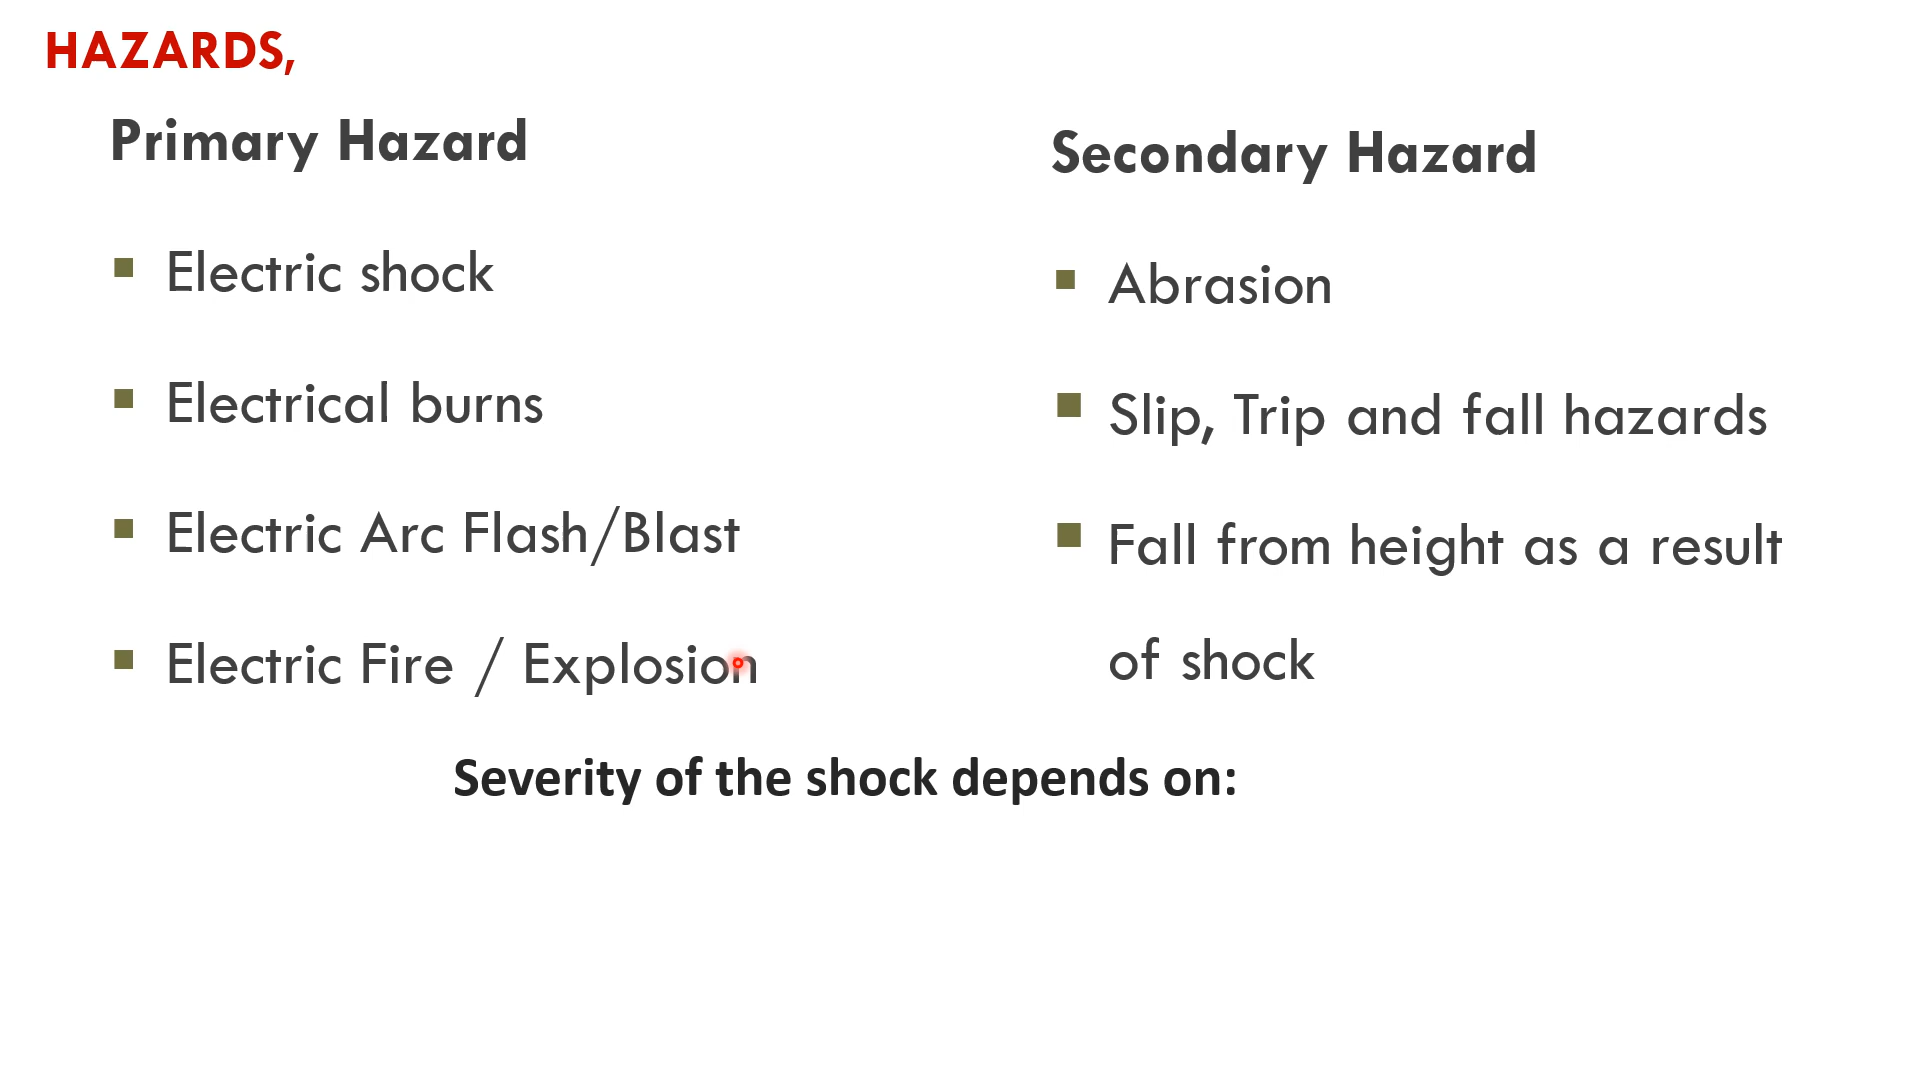 HAZARDS,
Primary Hazard
Electric shock
Electrical burns
Electric Arc Flash/Blast
Electric Fire / Explosion
Secondary Hazard
Abrasion
Slip, Trip and fall hazards
Fall from height as a result
of shock
Severity of the shock depends on: